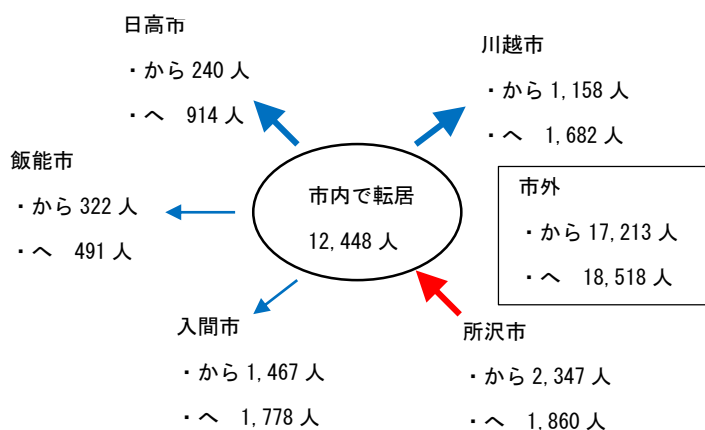 日高市
・から 240 人
・へ 914 人
川越市
・から 1,158 人
・へ 1,682 人
飯能市
・から 322 人
・へ 491 人
市内で転居
12,448 人
市外
・から 17,213 人
・へ 18,518 人
入間市
・から 1,467 人
・へ 1,778 人
所沢市
・から 2,347 人
・へ 1,860 人